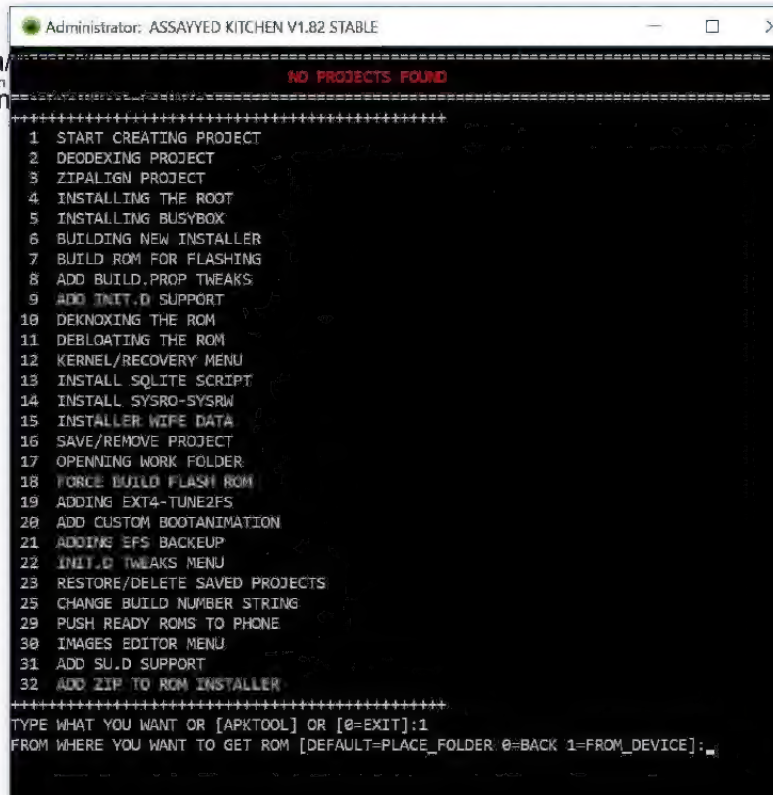 Administrator: ASSAYYED KITCHEN V1.82 STABLE
NO PROJECTS FOUND
1 START CREATING PROJECT
2 DEODEXING PROJECT
3 ZIPALIGN PROJECT
4 INSTALLING THE ROOT
5 INSTALLING BUSYBOX
6 BUILDING NEW INSTALLER
7 BUILD ROM FOR FLASHING
8 ADD BUILD.PROP TWEAKS
9 ADD INIT.D SUPPORT
10 DEKNOXING THE ROM
11 DEBLOATING THE ROM
12 KERNEL/RECOVERY MENU
13 INSTALL SQLITE SCRIPT
14 INSTALL SYSRO-SYSRW
15 INSTALLER WIPE DATA
16 SAVE/REMOVE PROJECT
17 OPENNING WORK FOLDER
18 FORCE BUILD FLASH ROM
19 ADDING EXT4-TUNE2FS
20 ADD CUSTOM BOOTANIMATION
21 ADDING EFS BACKEUP
22 INIT.D TWEAKS MENU
23 RESTORE/DELETE SAVED PROJECTS
25 CHANGE BUILD NUMBER STRING
29 PUSH READY ROMS TO PHONE
30 IMAGES EDITOR MENU
31 ADD SU.D SUPPORT
32 ADD ZIP TO ROM INSTALLER
TYPE WHAT YOU WANT OR [APKTOOL] OR [0=EXIT]:1
FROM WHERE YOU WANT TO GET ROM [DEFAULT=PLACE_FOLDER 0=BACK 1=FROM_DEVICE]:_